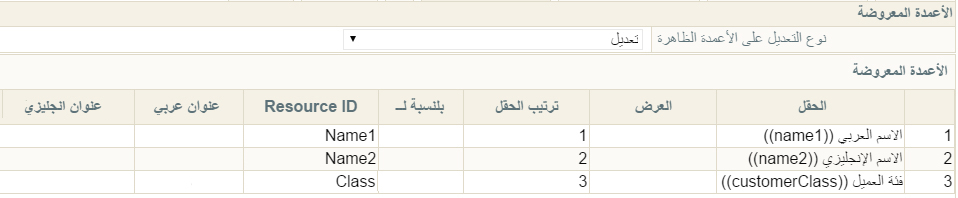 الأعمدة المعروضة
نوع التعديل على الأعمدة الظاهرة تعديل
الأعمدة المعروضة
الحقل العرض ترتيب الحقل بلنسبة لــ Resource ID عنوان عربي عنوان انجليزي
1 الاسم العربي ((name1)) 1 Name1
2 الاسم الإنجليزي ((name2)) 2 Name2
3 فئة العميل ((customerClass)) 3 Class